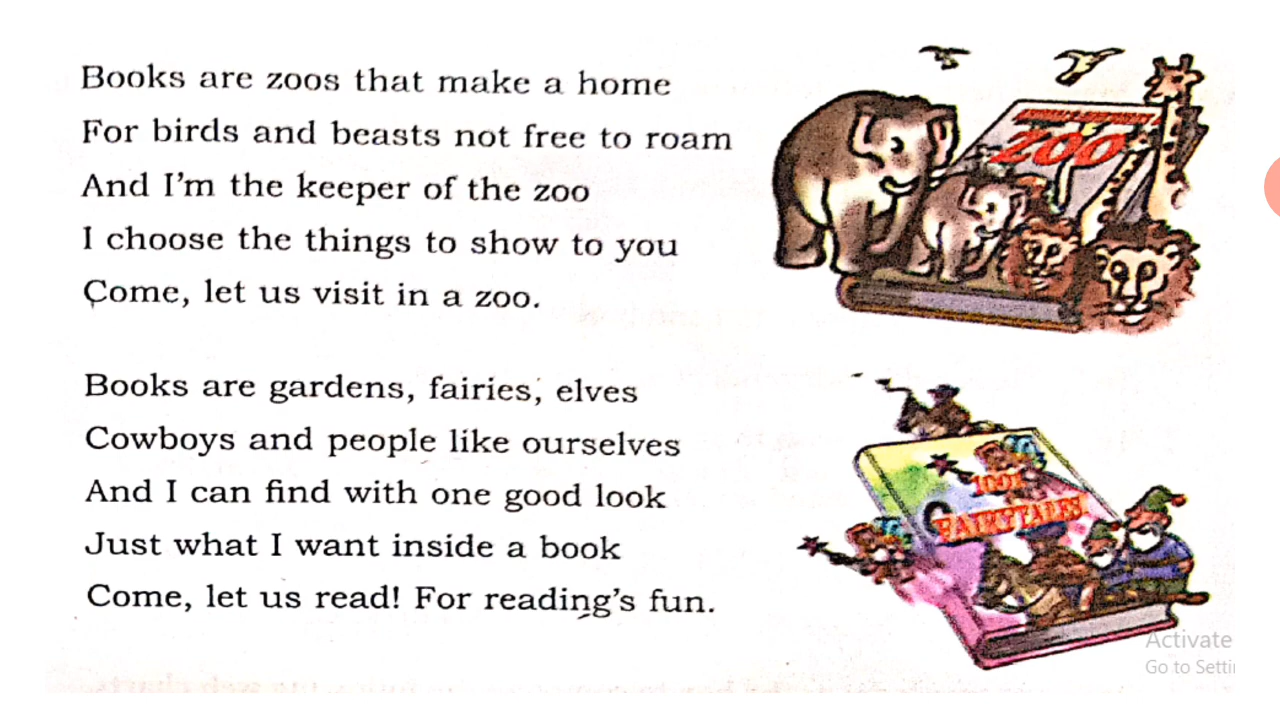 Books are zoos that make a home
For birds and beasts not free to roam
And I'm the keeper of the zoo
I choose the things to show to you
Come, let us visit in a zoo.
Books are gardens, fairies, elves
Cowboys and people like ourselves
And I can find with one good look
Just what I want inside a book
Come, let us read! For reading's fun.
ZOO
FAIRYTALES
Activate
Go to Setti